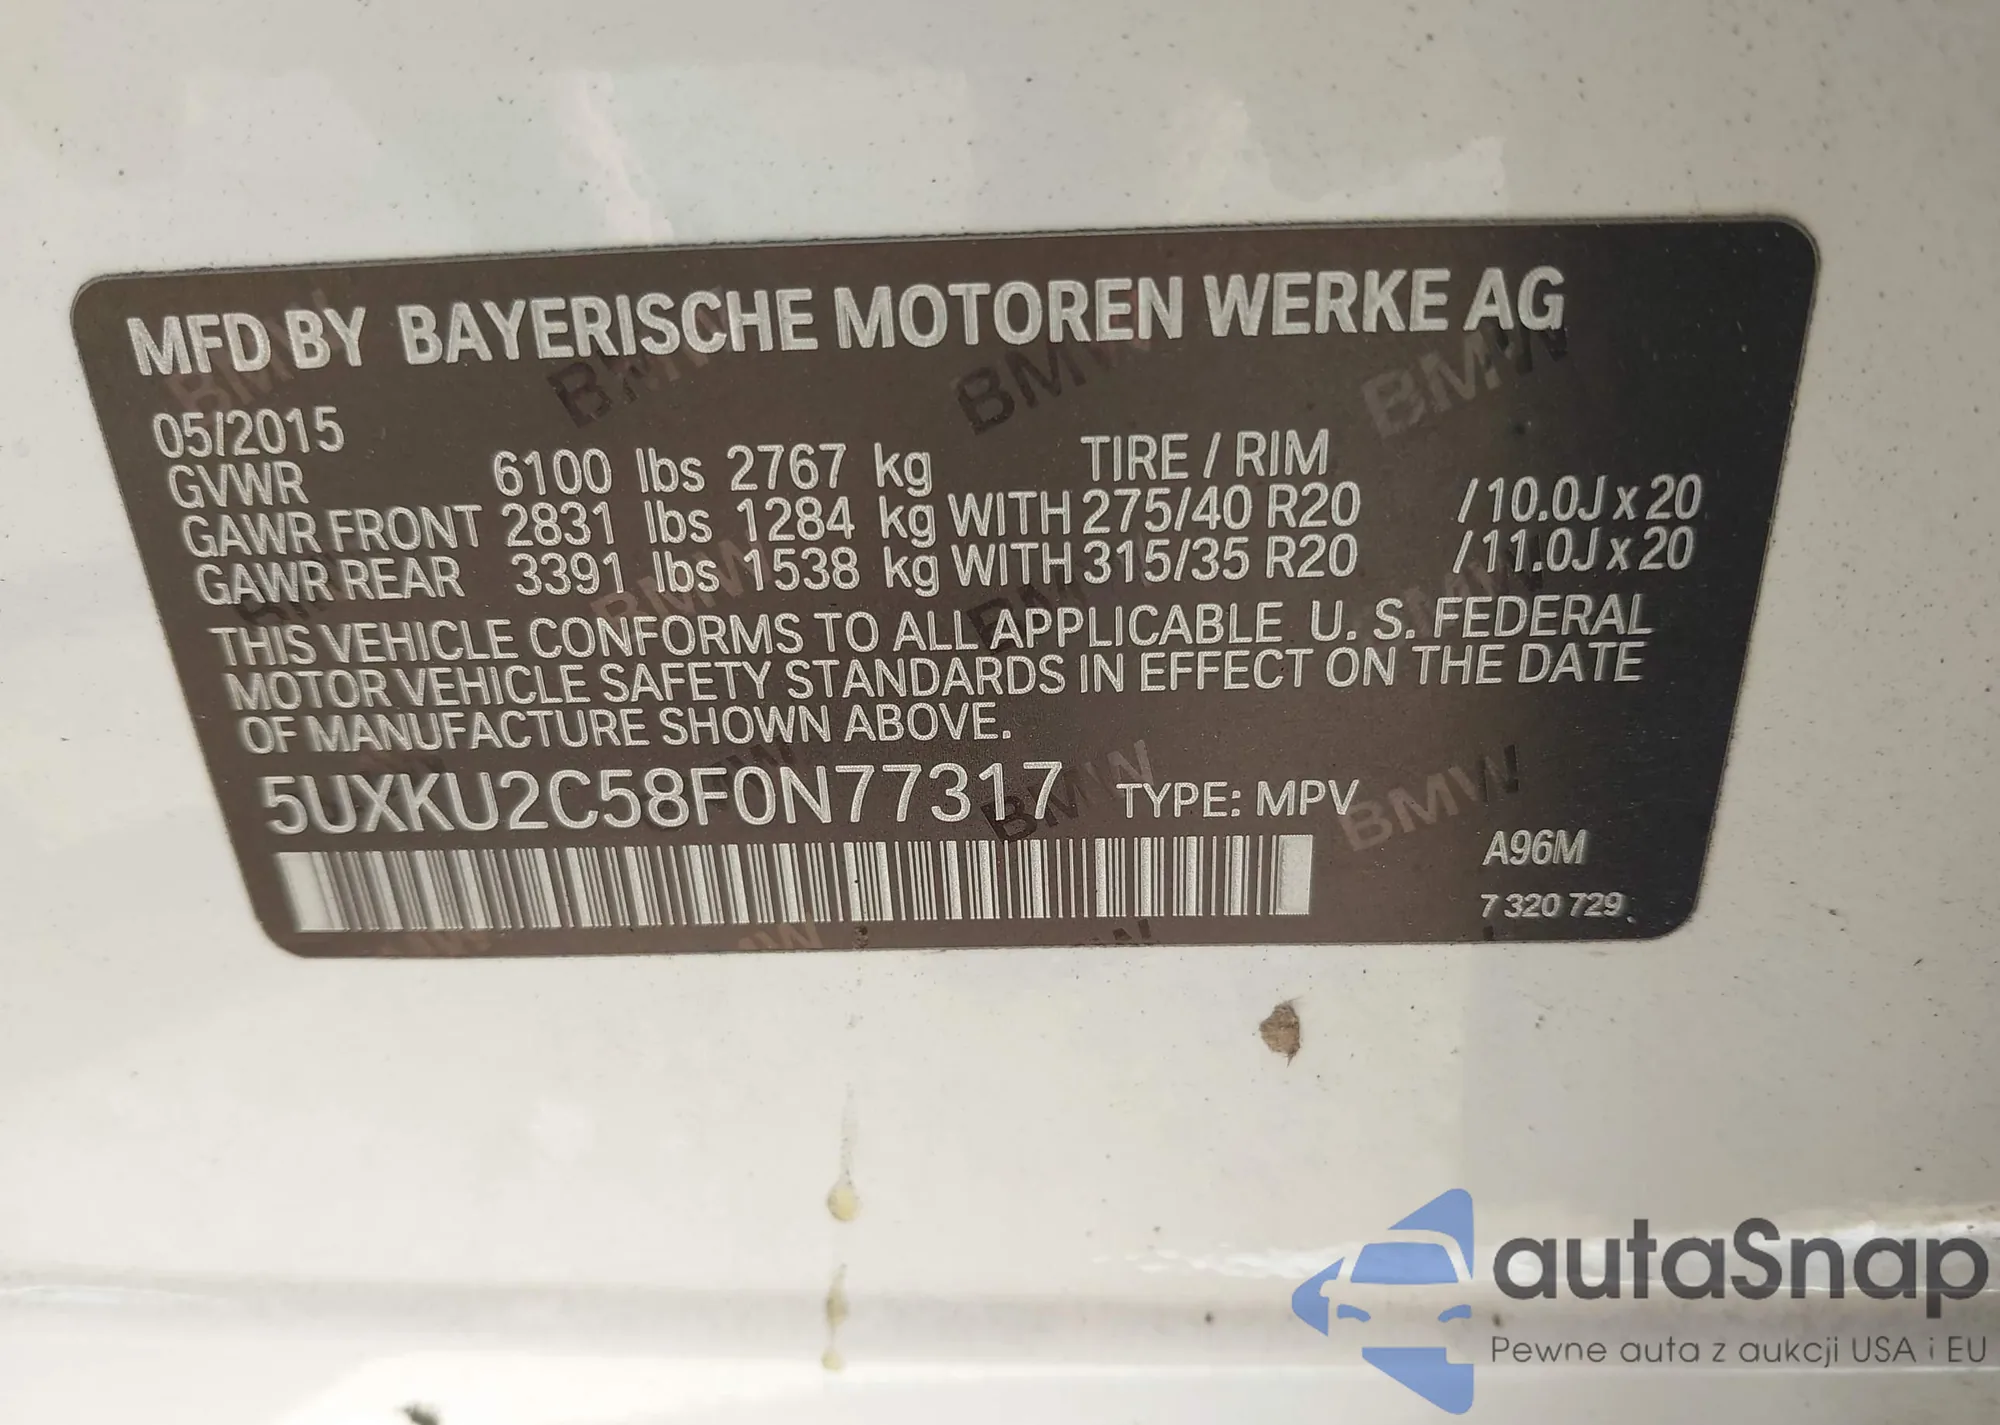 MFD BY BAYERISCHE MOTOREN WERKE AG
05/2015
GVWR 6100 lbs 2767 kg TIRE / RIM
GAWR FRONT 2831 lbs 1284 kg WITH 275/40 R20 /10.0J x 20
GAWR REAR 3391 lbs 1538 kg WITH 315/35 R20 /11.0J x 20
THIS VEHICLE CONFORMS TO ALL APPLICABLE U. S. FEDERAL
MOTOR VEHICLE SAFETY STANDARDS IN EFFECT ON THE DATE
OF MANUFACTURE SHOWN ABOVE.
5UXKU2C58F0N77317 TYPE: MPV
A96M
7 320 729
autaSnap
Pewne auta z aukcji USA i EU